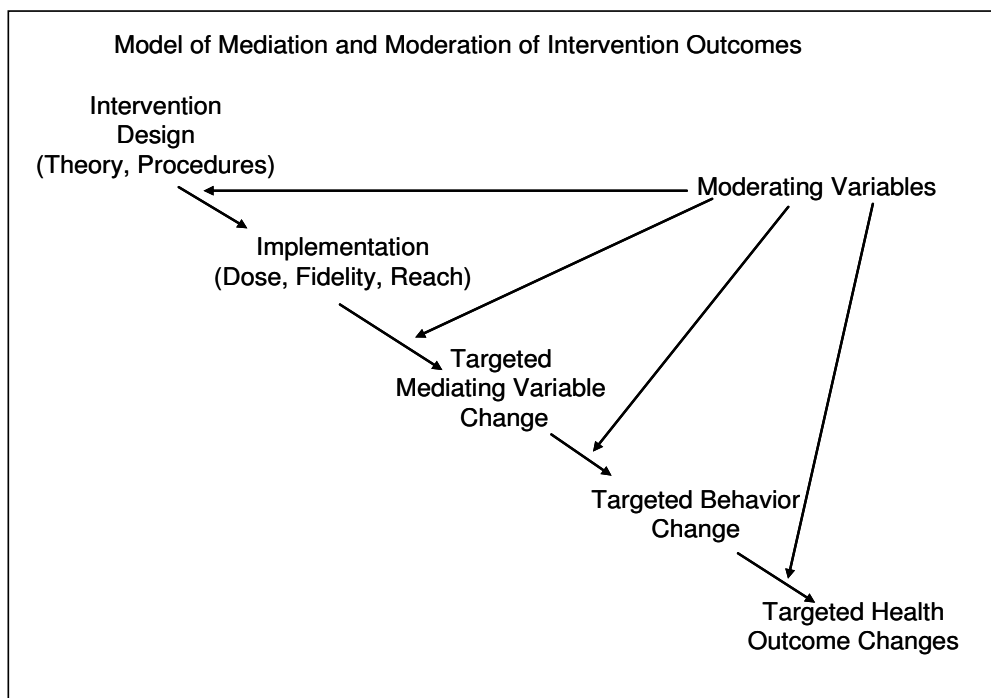 Model of Mediation and Moderation of Intervention Outcomes
Intervention
Design
(Theory, Procedures)
Moderating Variables
Implementation
(Dose, Fidelity, Reach)
Targeted
Mediating Variable
Change
Targeted Behavior
Change
Targeted Health
Outcome Changes